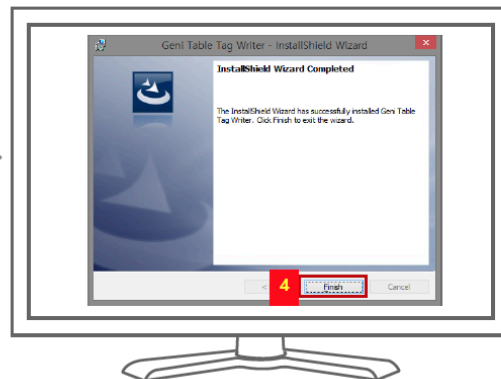 Geni Table Tag Writer - InstallShield Wizard
InstallShield Wizard Completed
The InstallShield Wizard has successfully installed Geni Table
Tag Writer. Click Finish to exit the wizard.
< 4 Finish Cancel